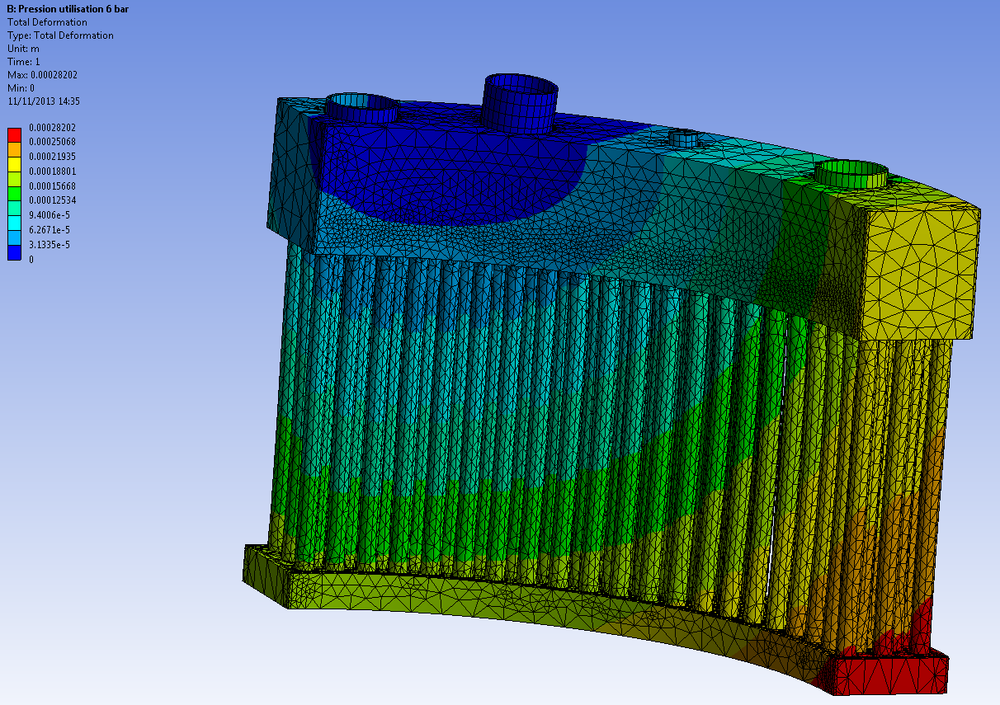 B: Pression utilisation 6 bar
Total Deformation
Type: Total Deformation
Unit: m
Time: 1
Max: 0.00028202
Min: 0
11/11/2013 14:35
0.00028202
0.00025068
0.00021935
0.00018801
0.00015668
0.00012534
9.4006e-5
6.2671e-5
3.1335e-5
0